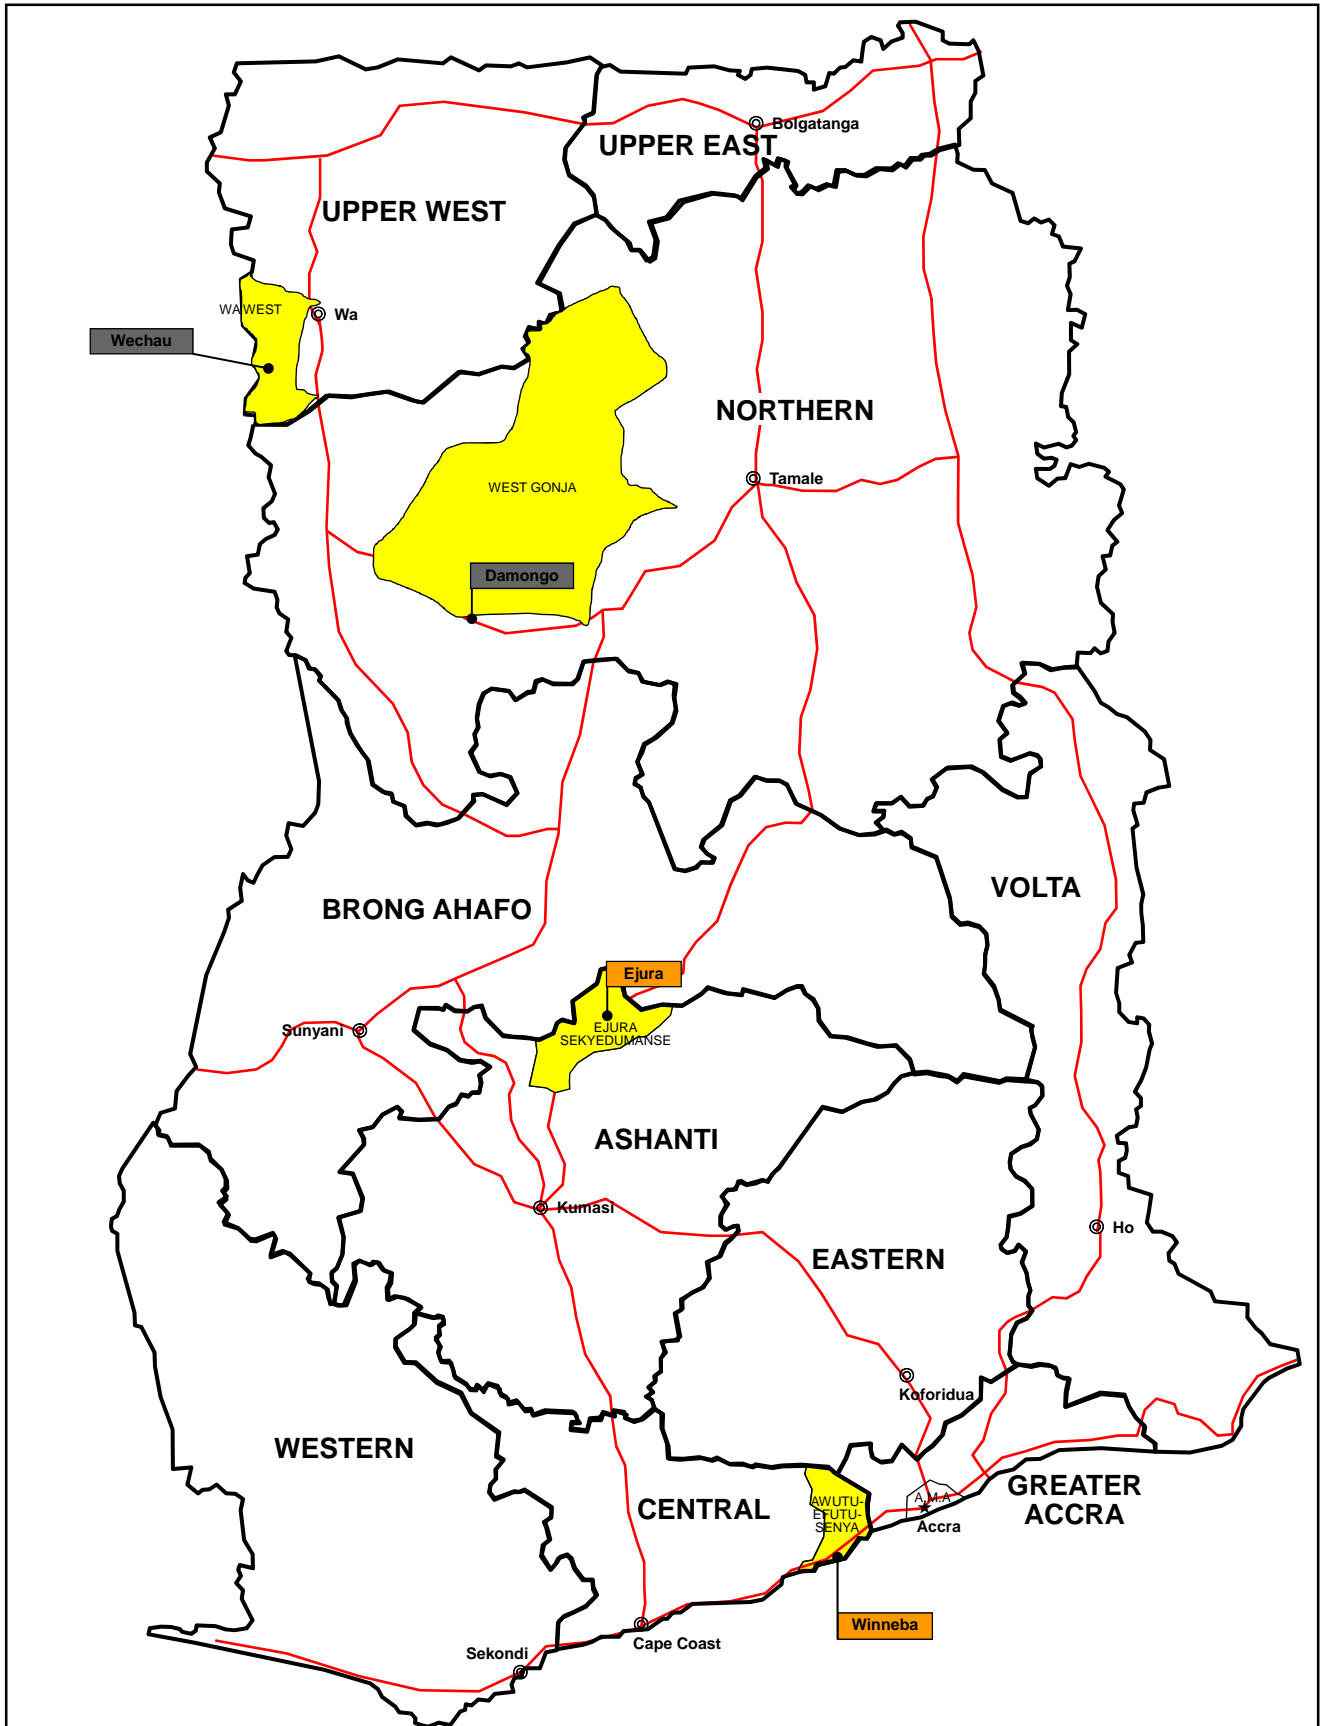 Bolgatanga
UPPER EAST
UPPER WEST
WA WEST
Wa
Wechau
NORTHERN
WEST GONJA
Tamale
Damongo
VOLTA
BRONG AHAFO
Ejura
Sunyani
EJURA
SEKYEDUMANSE
ASHANTI
Kumasi
Ho
EASTERN
Koforidua
WESTERN
GREATER
ACCRA
CENTRAL
AWUTU-
EFUTU-
SENYA
A.M.A
Accra
Winneba
Cape Coast
Sekondi